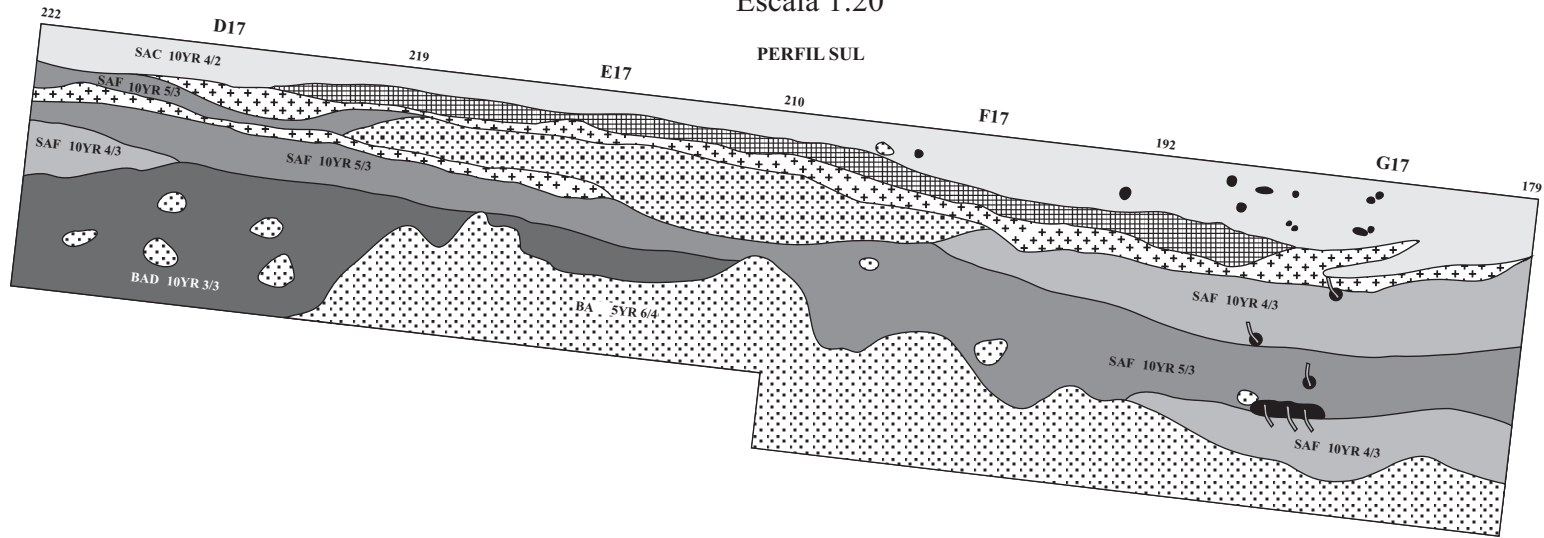 Escala 1:20
PERFIL SUL
222
D17
219
E17
210
F17
192
G17
179
SAC 10YR 4/2
SAF 10YR 5/3
SAF 10YR 4/3
SAF 10YR 5/3
BAD 10YR 3/3
BA 5YR 6/4
SAF 10YR 4/3
SAF 10YR 5/3
SAF 10YR 4/3